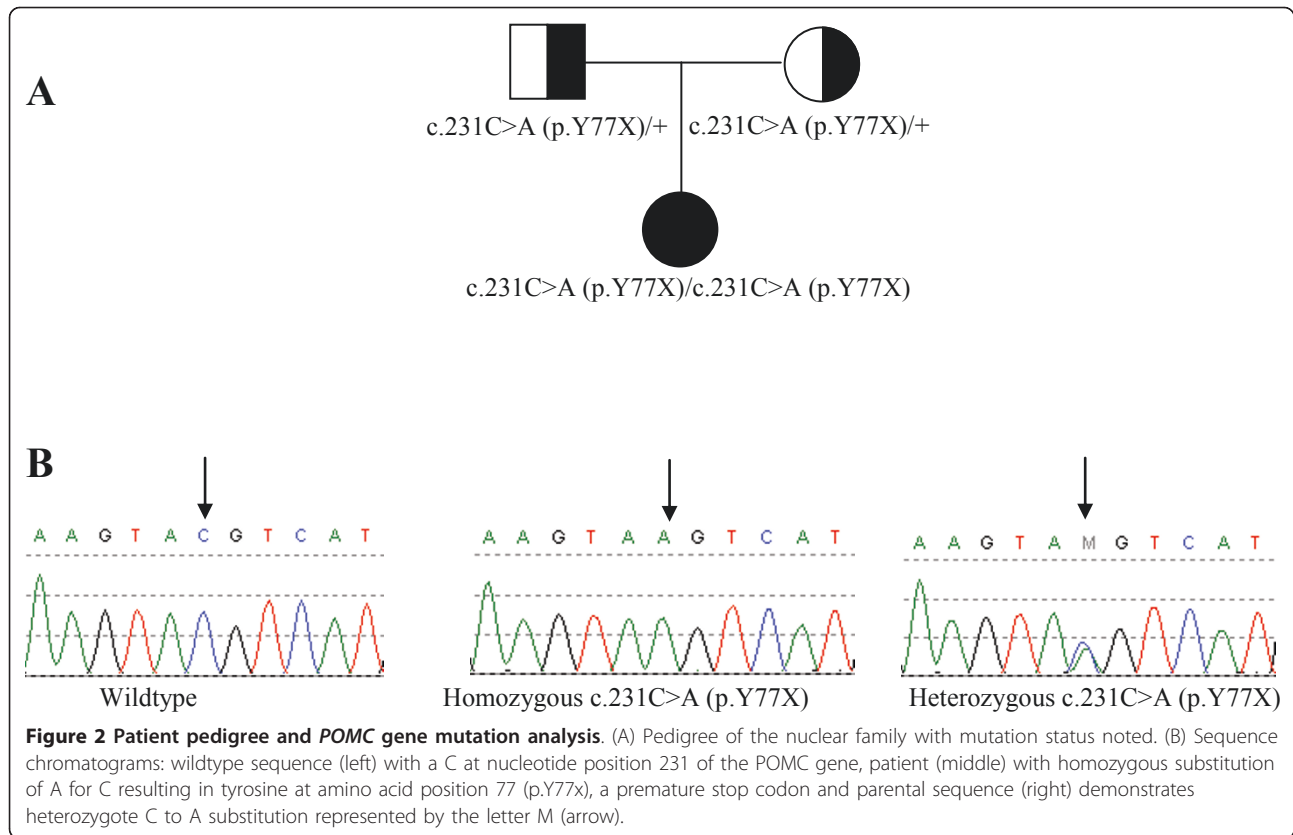 A
c.231C>A (p.Y77X)/+ c.231C>A (p.Y77X)/+
c.231C>A (p.Y77X)/c.231C>A (p.Y77X)
B
A A G T A C G T C A T
A A G T A A G T C A T
A A G T A M G T C A T
Wildtype
Homozygous c.231C>A (p.Y77X)
Heterozygous c.231C>A (p.Y77X)
Figure 2 Patient pedigree and POMC gene mutation analysis. (A) Pedigree of the nuclear family with mutation status noted. (B) Sequence
chromatograms: wildtype sequence (left) with a C at nucleotide position 231 of the POMC gene, patient (middle) with homozygous substitution
of A for C resulting in tyrosine at amino acid position 77 (p.Y77x), a premature stop codon and parental sequence (right) demonstrates
heterozygote C to A substitution represented by the letter M (arrow).